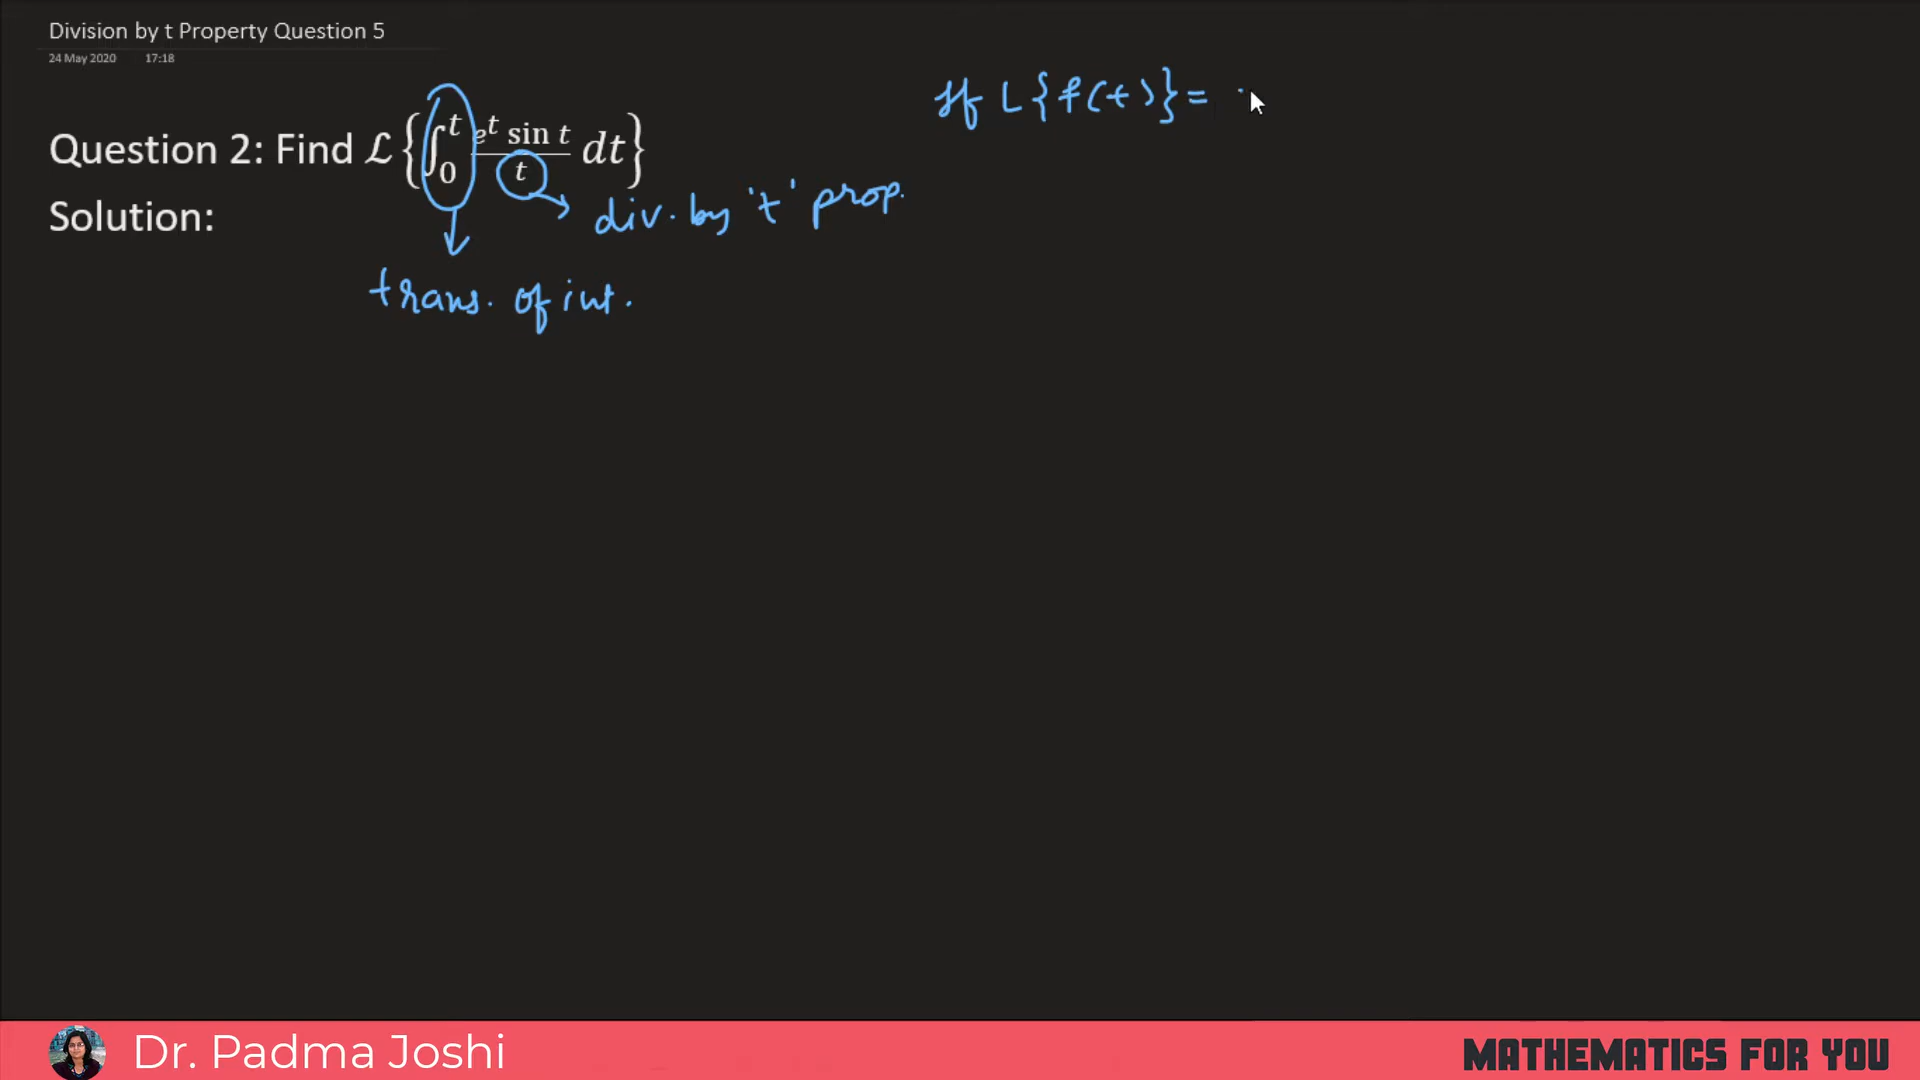 Division by t Property Question 5
24 May 2020 17:18
If L{f(t)} =
Question 2: Find ℒ{∫₀ᵗ (eᵗ sin t)/t dt}
div. by 't' prop.
Solution:
trans. of int.
Dr. Padma Joshi
MATHEMATICS FOR YOU